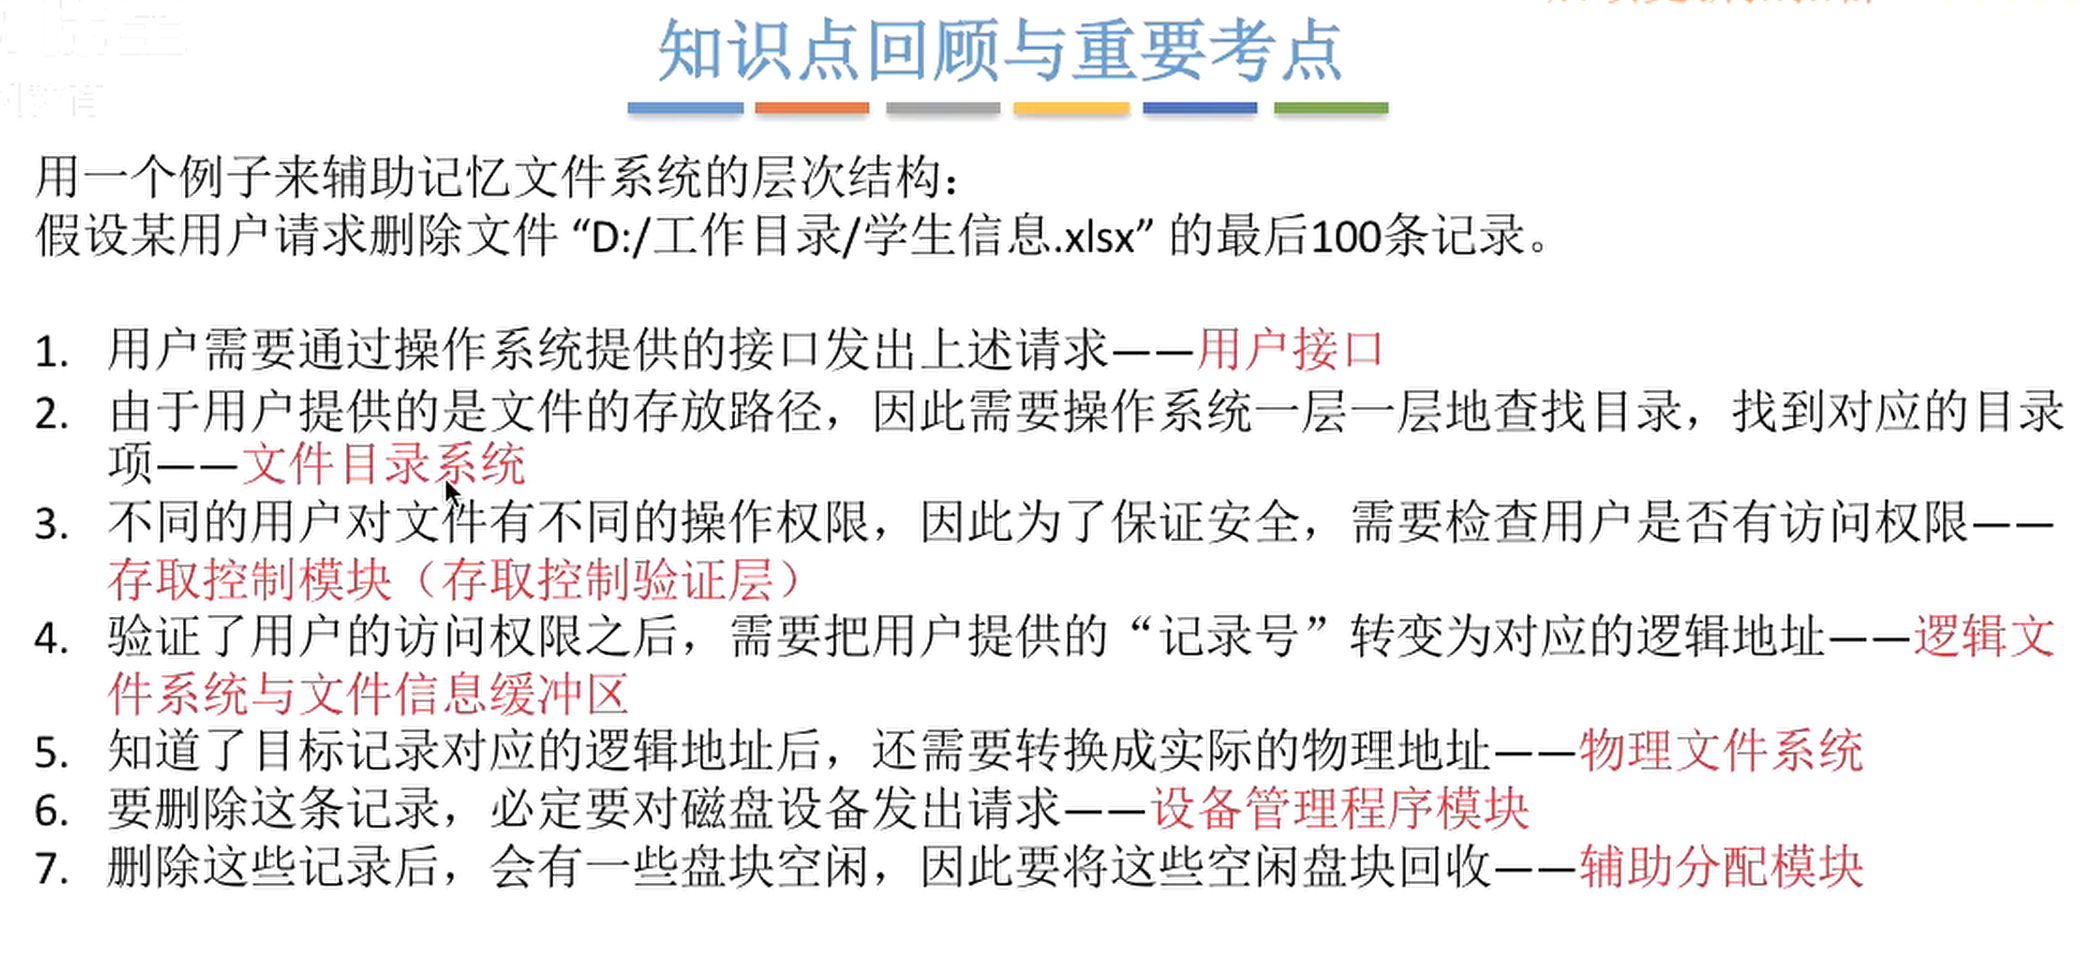 知识点回顾与重要考点
用一个例子来辅助记忆文件系统的层次结构：
假设某用户请求删除文件 “D:/工作目录/学生信息.xlsx” 的最后100条记录。
1. 用户需要通过操作系统提供的接口发出上述请求——用户接口
2. 由于用户提供的是文件的存放路径，因此需要操作系统一层一层地查找目录，找到对应的目录
项——文件目录系统
3. 不同的用户对文件有不同的操作权限，因此为了保证安全，需要检查用户是否有访问权限——
存取控制模块（存取控制验证层）
4. 验证了用户的访问权限之后，需要把用户提供的“记录号”转变为对应的逻辑地址——逻辑文
件系统与文件信息缓冲区
5. 知道了目标记录对应的逻辑地址后，还需要转换成实际的物理地址——物理文件系统
6. 要删除这条记录，必定要对磁盘设备发出请求——设备管理程序模块
7. 删除这些记录后，会有一些盘块空闲，因此要将这些空闲盘块回收——辅助分配模块